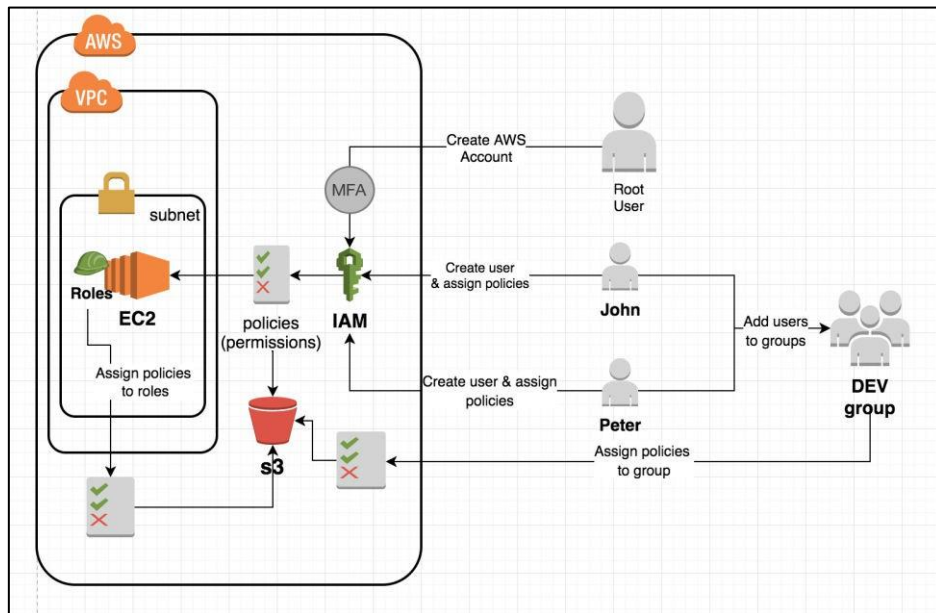 AWS
VPC
Create AWS
Account
MFA
Root
User
subnet
Roles
EC2
policies
(permissions)
IAM
Create user
& assign policies
John
Add users
to groups
Assign policies
to roles
Create user & assign
policies
Peter
DEV
group
s3
Assign policies
to group